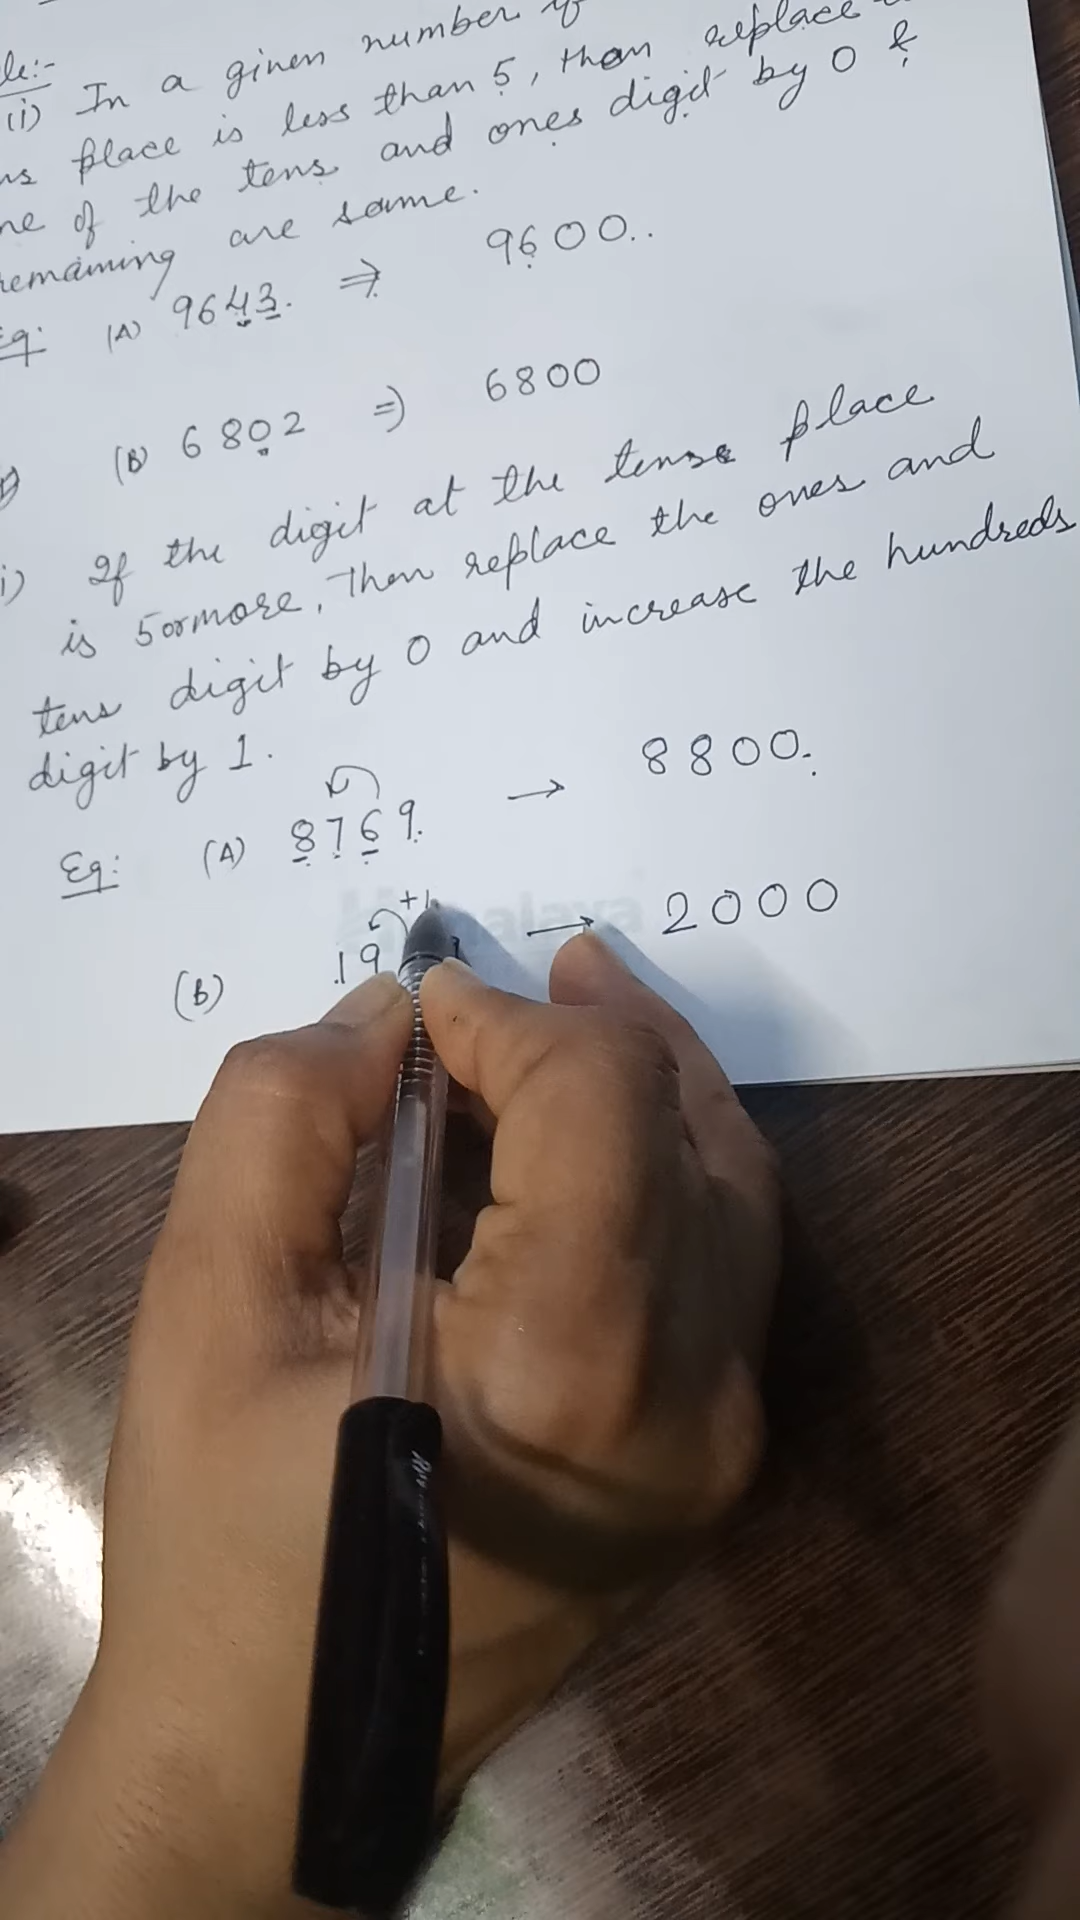 (i) In a given number if
place is less than 5, then replace
of the tens and ones digit by 0 &
remaining are same.
Eg: (A) 9643. ⇒ 9600..
(B) 6802 ⇒ 6800
If the digit at the tens place
is 5 or more, Then replace the ones and
tens digit by 0 and increase the hundreds
digit by 1.
Eg: (A) 8769. → 8800.
+1
(B) 19 → 2000